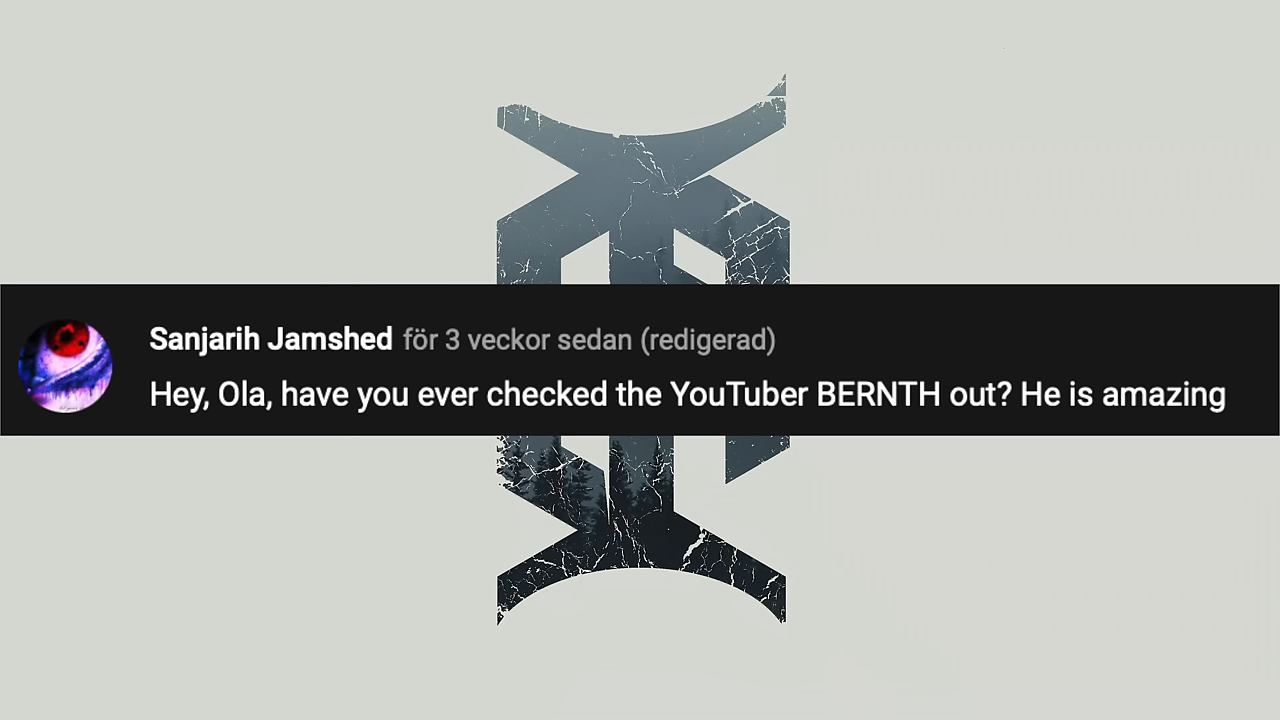 Sanjarih Jamshed för 3 veckor sedan (redigerad)
Hey, Ola, have you ever checked the YouTuber BERNTH out? He is amazing